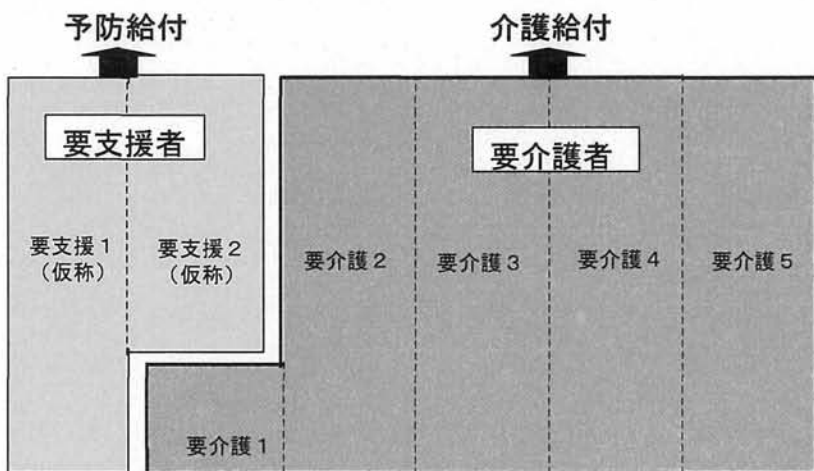 予防給付
介護給付
要支援者
要介護者
要支援1
(仮称)
要支援2
(仮称)
要介護2
要介護3
要介護4
要介護5
要介護1